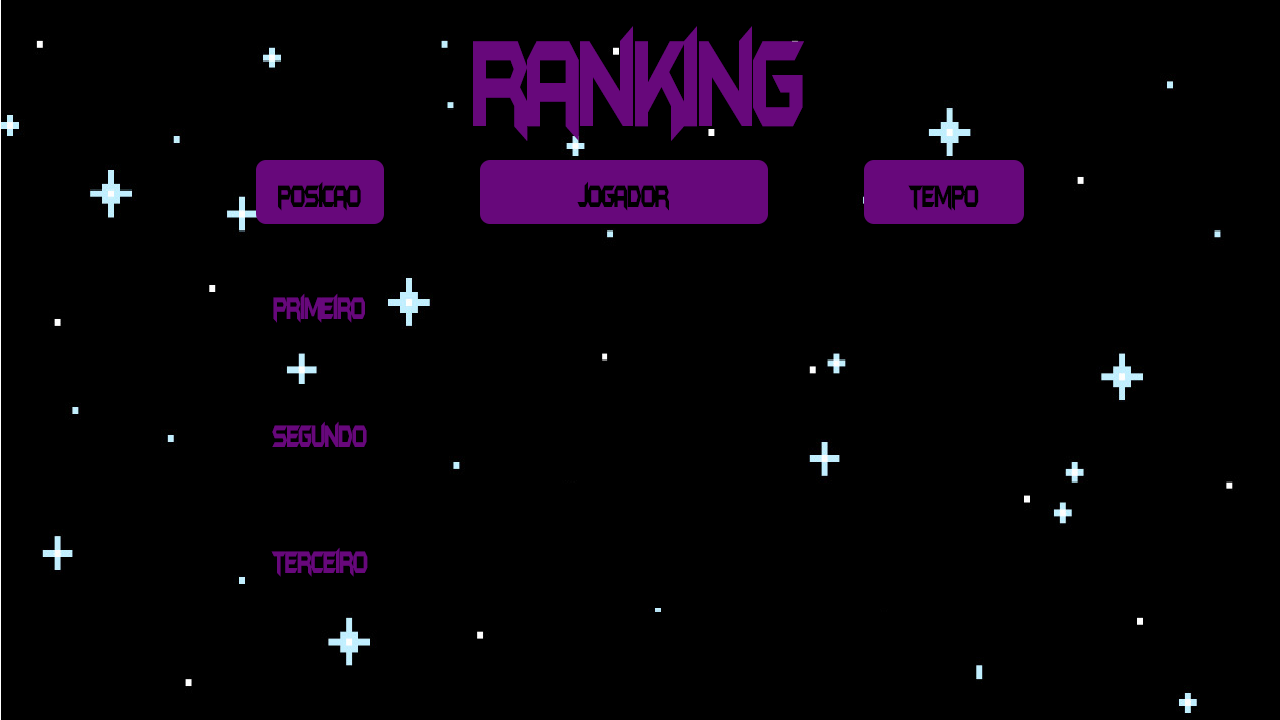 RANKING
POSICAO JOGADOR TEMPO
PRIMEIRO
SEGUNDO
TERCEIRO